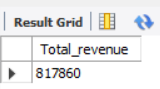 Result Grid
Total_revenue
817860